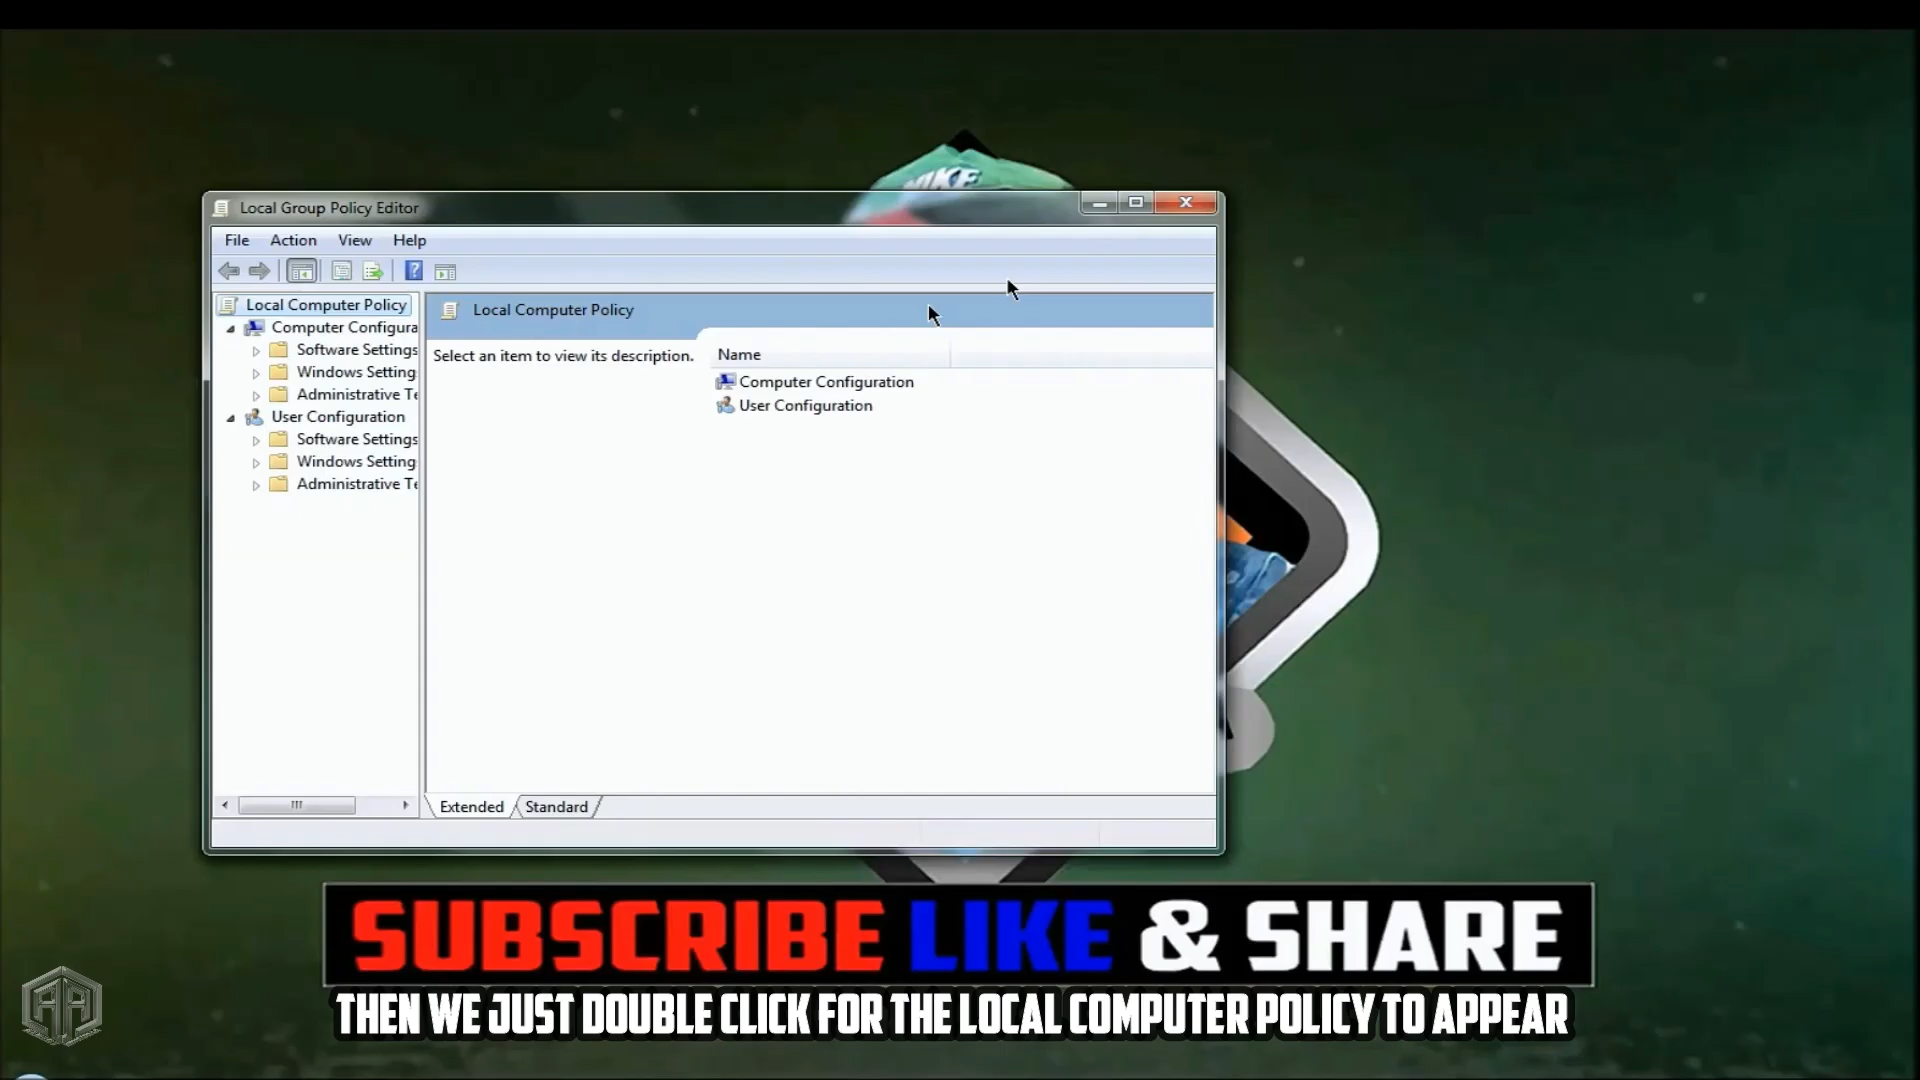 NIKE
Local Group Policy Editor
File Action View Help
Local Computer Policy
Computer Configura
Software Settings
Windows Setting
Administrative Te
User Configuration
Software Settings
Windows Setting
Administrative Te
Local Computer Policy
Select an item to view its description.
Name
Computer Configuration
User Configuration
Extended Standard
SUBSCRIBE LIKE & SHARE
THEN WE JUST DOUBLE CLICK FOR THE LOCAL COMPUTER POLICY TO APPEAR